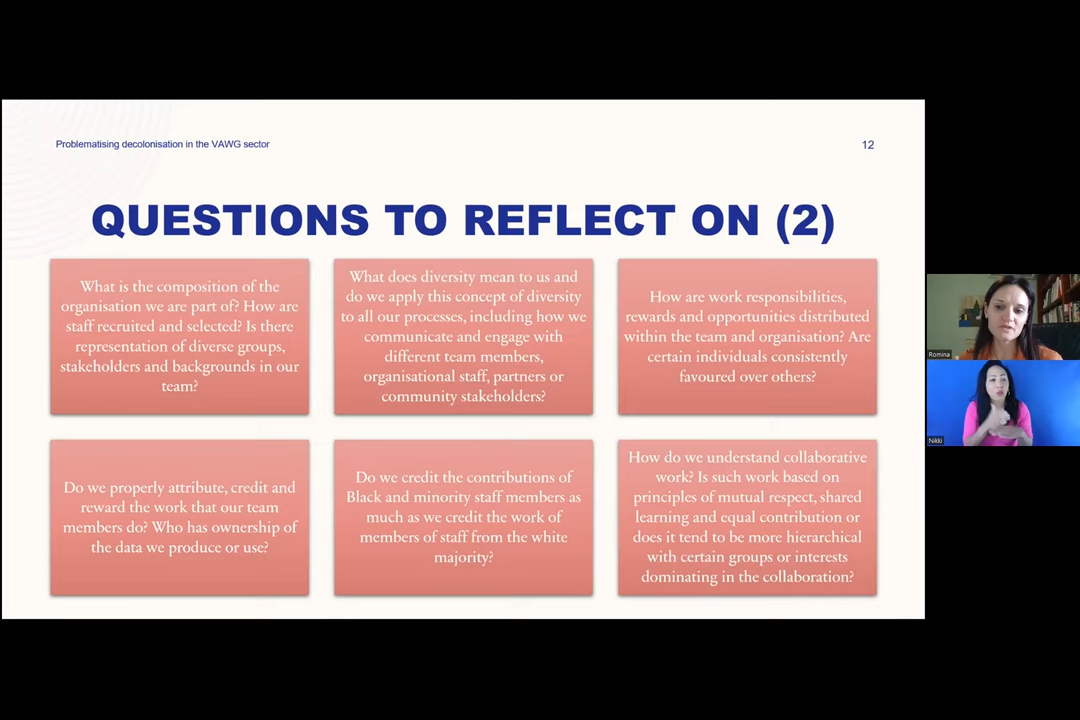 Problematising decolonisation in the VAWG sector
12
QUESTIONS TO REFLECT ON (2)
What is the composition of the
organisation we are part of? How are
staff recruited and selected? Is there
representation of diverse groups,
stakeholders and backgrounds in our
team?
What does diversity mean to us and
do we apply this concept of diversity
to all our processes, including how we
communicate and engage with
different team members,
organisational staff, partners or
community stakeholders?
How are work responsibilities,
rewards and opportunities distributed
within the team and organisation? Are
certain individuals consistently
favoured over others?
Do we properly attribute, credit and
reward the work that our team
members do? Who has ownership of
the data we produce or use?
Do we credit the contributions of
Black and minority staff members as
much as we credit the work of
members of staff from the white
majority?
How do we understand collaborative
work? Is such work based on
principles of mutual respect, shared
learning and equal contribution or
does it tend to be more hierarchical
with certain groups or interests
dominating in the collaboration?
Romina
Nikki